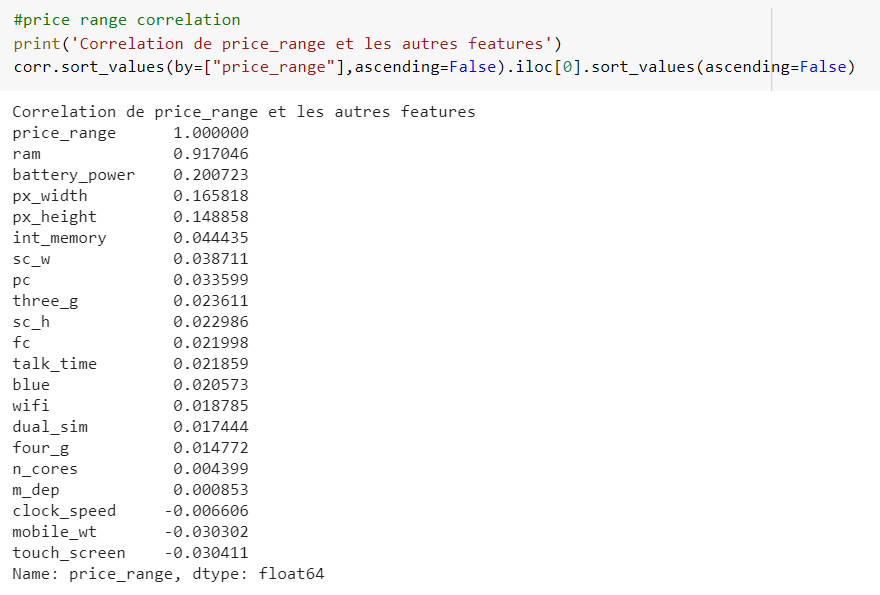 #price range correlation
print('Correlation de price_range et les autres features')
corr.sort_values(by=["price_range"],ascending=False).iloc[0].sort_values(ascending=False)
Correlation de price_range et les autres features
price_range      1.000000
ram              0.917046
battery_power    0.200723
px_width         0.165818
px_height        0.148858
int_memory       0.044435
sc_w             0.038711
pc               0.033599
three_g          0.023611
sc_h             0.022986
fc               0.021998
talk_time        0.021859
blue             0.020573
wifi             0.018785
dual_sim         0.017444
four_g           0.014772
n_cores          0.004399
m_dep            0.000853
clock_speed     -0.006606
mobile_wt       -0.030302
touch_screen    -0.030411
Name: price_range, dtype: float64